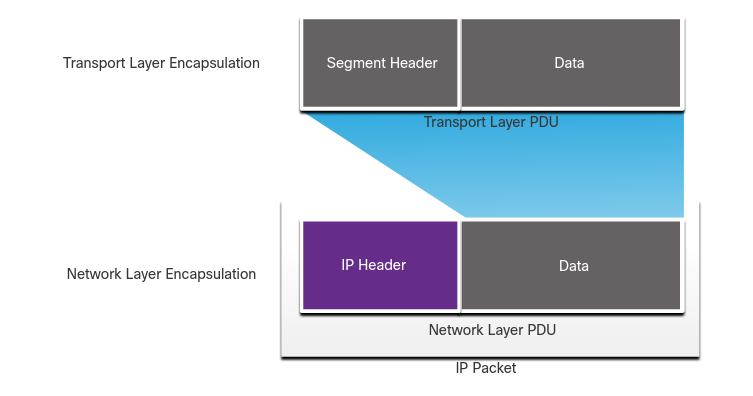 Transport Layer Encapsulation
Segment Header
Data
Transport Layer PDU
Network Layer Encapsulation
IP Header
Data
Network Layer PDU
IP Packet